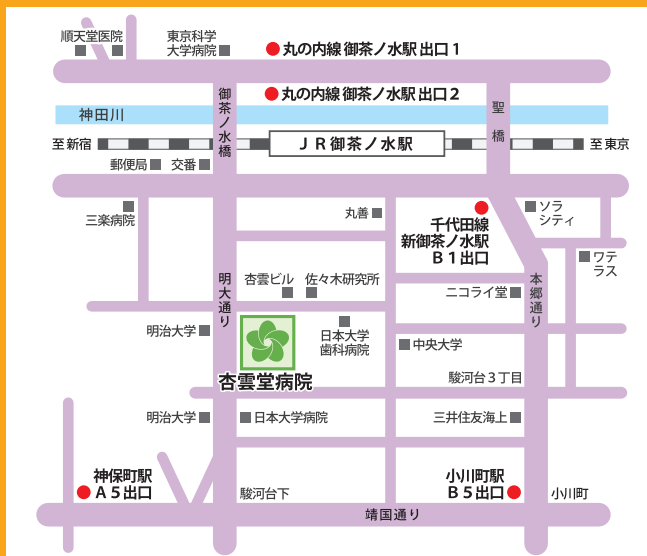 順天堂医院
東京科学
大学病院
丸の内線 御茶ノ水駅 出口1
御茶ノ水橋
丸の内線 御茶ノ水駅 出口2
聖橋
神田川
至新宿
JR御茶ノ水駅
至東京
郵便局
交番
三楽病院
丸善
千代田線
新御茶ノ水駅
B1出口
ソラ
シティ
ワテ
ラス
明大通り
杏雲ビル
佐々木研究所
ニコライ堂
本郷通り
明治大学
日本大学
歯科病院
中央大学
杏雲堂病院
駿河台3丁目
明治大学
日本大学病院
三井住友海上
神保町駅
A5出口
駿河台下
小川町駅
B5出口
小川町
靖国通り